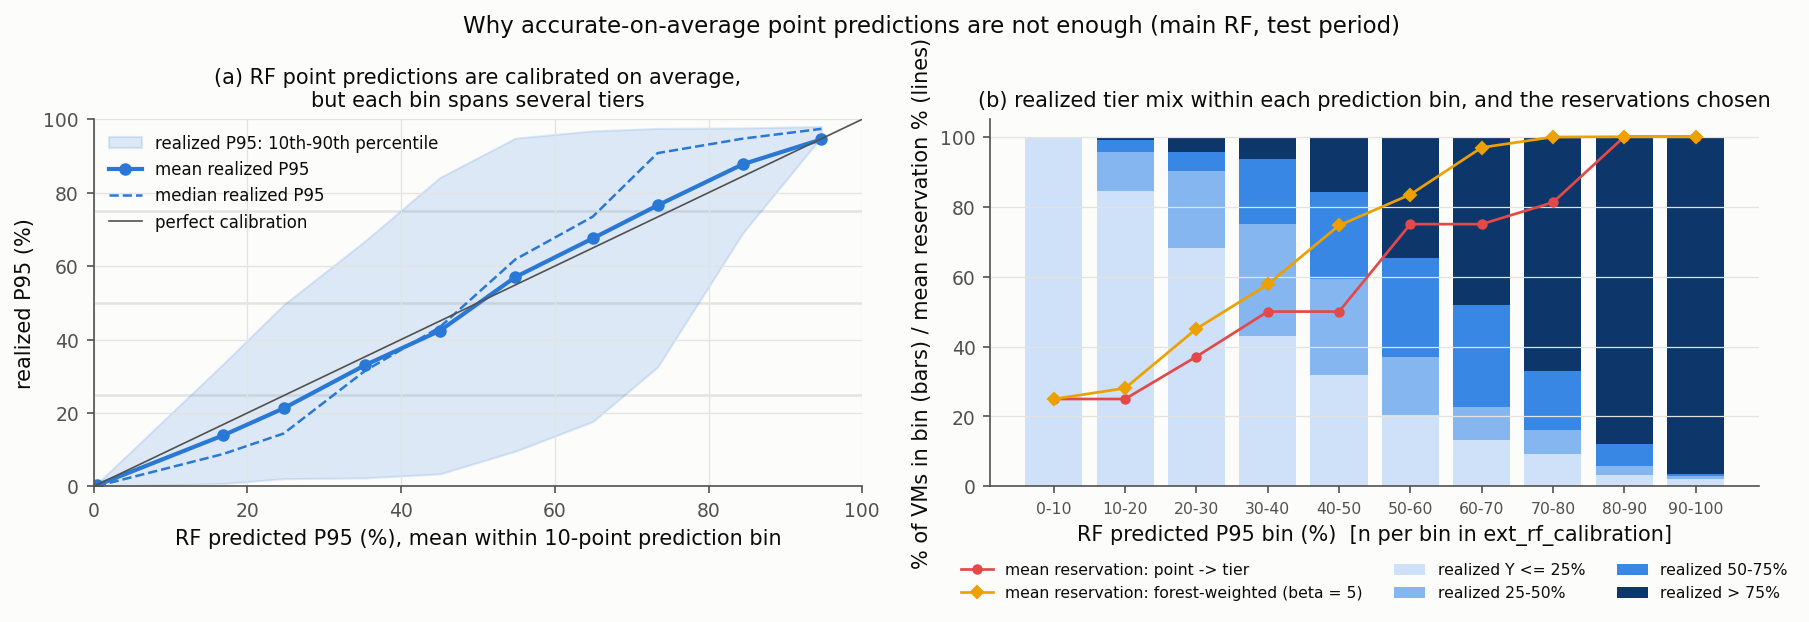 Why accurate-on-average point predictions are not enough (main RF, test period)
(a) RF point predictions are calibrated on average,
but each bin spans several tiers
realized P95: 10th-90th percentile
mean realized P95
median realized P95
perfect calibration
realized P95 (%)
100
80
60
40
20
0
0 20 40 60 80 100
RF predicted P95 (%), mean within 10-point prediction bin
(b) realized tier mix within each prediction bin, and the reservations chosen
% of VMs in bin (bars) / mean reservation % (lines)
100
80
60
40
20
0
0-10 10-20 20-30 30-40 40-50 50-60 60-70 70-80 80-90 90-100
RF predicted P95 bin (%)  [n per bin in ext_rf_calibration]
mean reservation: point -> tier
mean reservation: forest-weighted (beta = 5)
realized Y <= 25%
realized 25-50%
realized 50-75%
realized > 75%